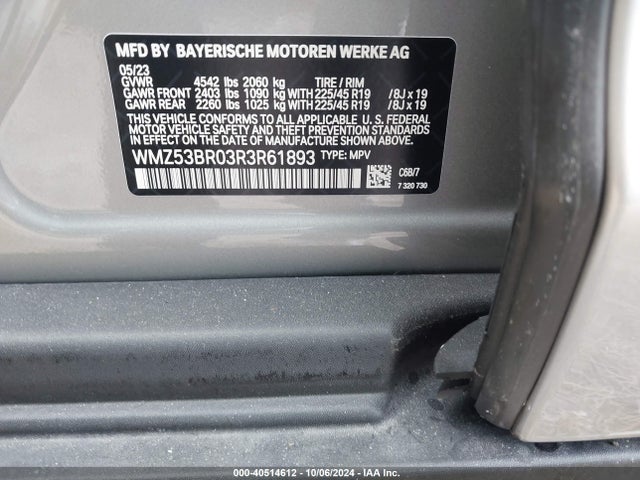 MFD BY BAYERISCHE MOTOREN WERKE AG
05/23
GVWR 4542 lbs 2060 kg TIRE / RIM
GAWR FRONT 2403 lbs 1090 kg WITH 225/45 R19 /8J x 19
GAWR REAR 2260 lbs 1025 kg WITH 225/45 R19 /8J x 19
THIS VEHICLE CONFORMS TO ALL APPLICABLE U. S. FEDERAL
MOTOR VEHICLE SAFETY, BUMPER, AND THEFT PREVENTION
STANDARDS IN EFFECT ON THE DATE OF MANUFACTURE SHOWN ABOVE.
WMZ53BR03R3R61893 TYPE: MPV
C6B/7
7 320 730
000-40514612 - 10/06/2024 - IAA Inc.